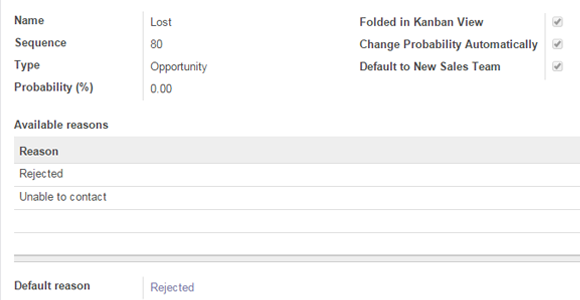 Name Lost Folded in Kanban View
Sequence 80 Change Probability Automatically
Type Opportunity Default to New Sales Team
Probability (%) 0.00
Available reasons
Reason
Rejected
Unable to contact
Default reason Rejected